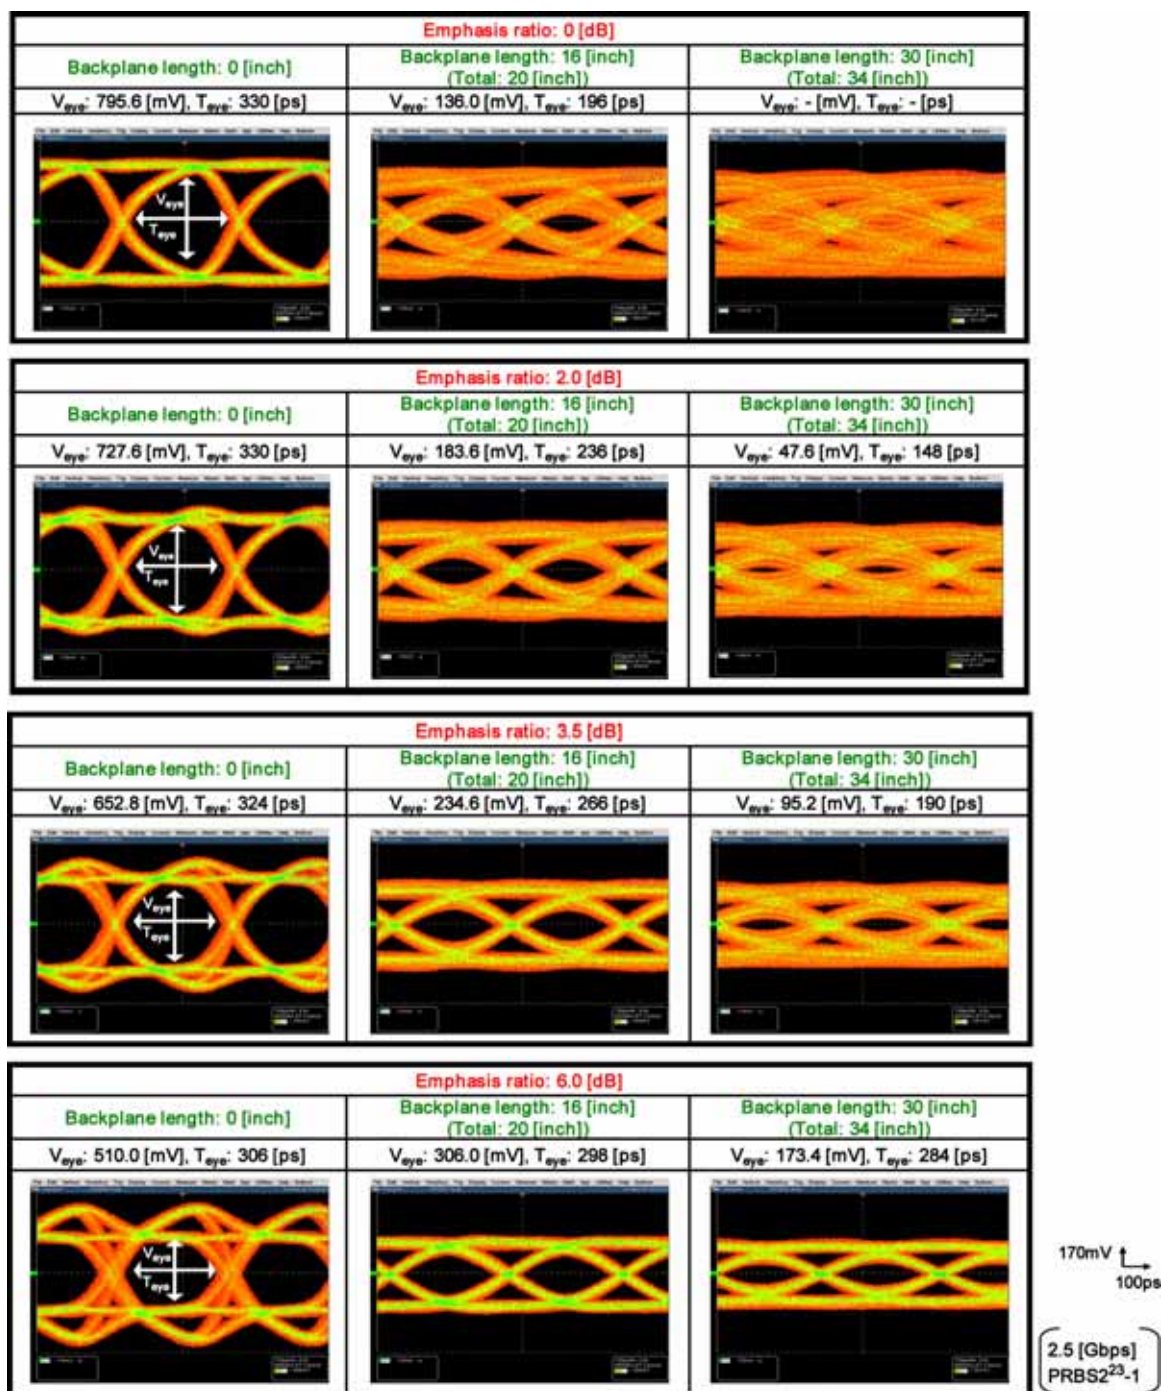 Emphasis ratio: 0 [dB]
Backplane length: 0 [inch]
Backplane length: 16 [inch]
(Total: 20 [inch])
Backplane length: 30 [inch]
(Total: 34 [inch])
Veye: 795.6 [mV], Teye: 330 [ps]
Veye: 136.0 [mV], Teye: 196 [ps]
Veye: - [mV], Teye: - [ps]
Veye
Teye
Emphasis ratio: 2.0 [dB]
Backplane length: 0 [inch]
Backplane length: 16 [inch]
(Total: 20 [inch])
Backplane length: 30 [inch]
(Total: 34 [inch])
Veye: 727.6 [mV], Teye: 330 [ps]
Veye: 183.6 [mV], Teye: 236 [ps]
Veye: 47.6 [mV], Teye: 148 [ps]
Veye
Teye
Emphasis ratio: 3.5 [dB]
Backplane length: 0 [inch]
Backplane length: 16 [inch]
(Total: 20 [inch])
Backplane length: 30 [inch]
(Total: 34 [inch])
Veye: 652.8 [mV], Teye: 324 [ps]
Veye: 234.6 [mV], Teye: 266 [ps]
Veye: 95.2 [mV], Teye: 190 [ps]
Veye
Teye
Emphasis ratio: 6.0 [dB]
Backplane length: 0 [inch]
Backplane length: 16 [inch]
(Total: 20 [inch])
Backplane length: 30 [inch]
(Total: 34 [inch])
Veye: 510.0 [mV], Teye: 306 [ps]
Veye: 306.0 [mV], Teye: 298 [ps]
Veye: 173.4 [mV], Teye: 284 [ps]
Veye
Teye
170mV
100ps
2.5 [Gbps]
PRBS2²³-1